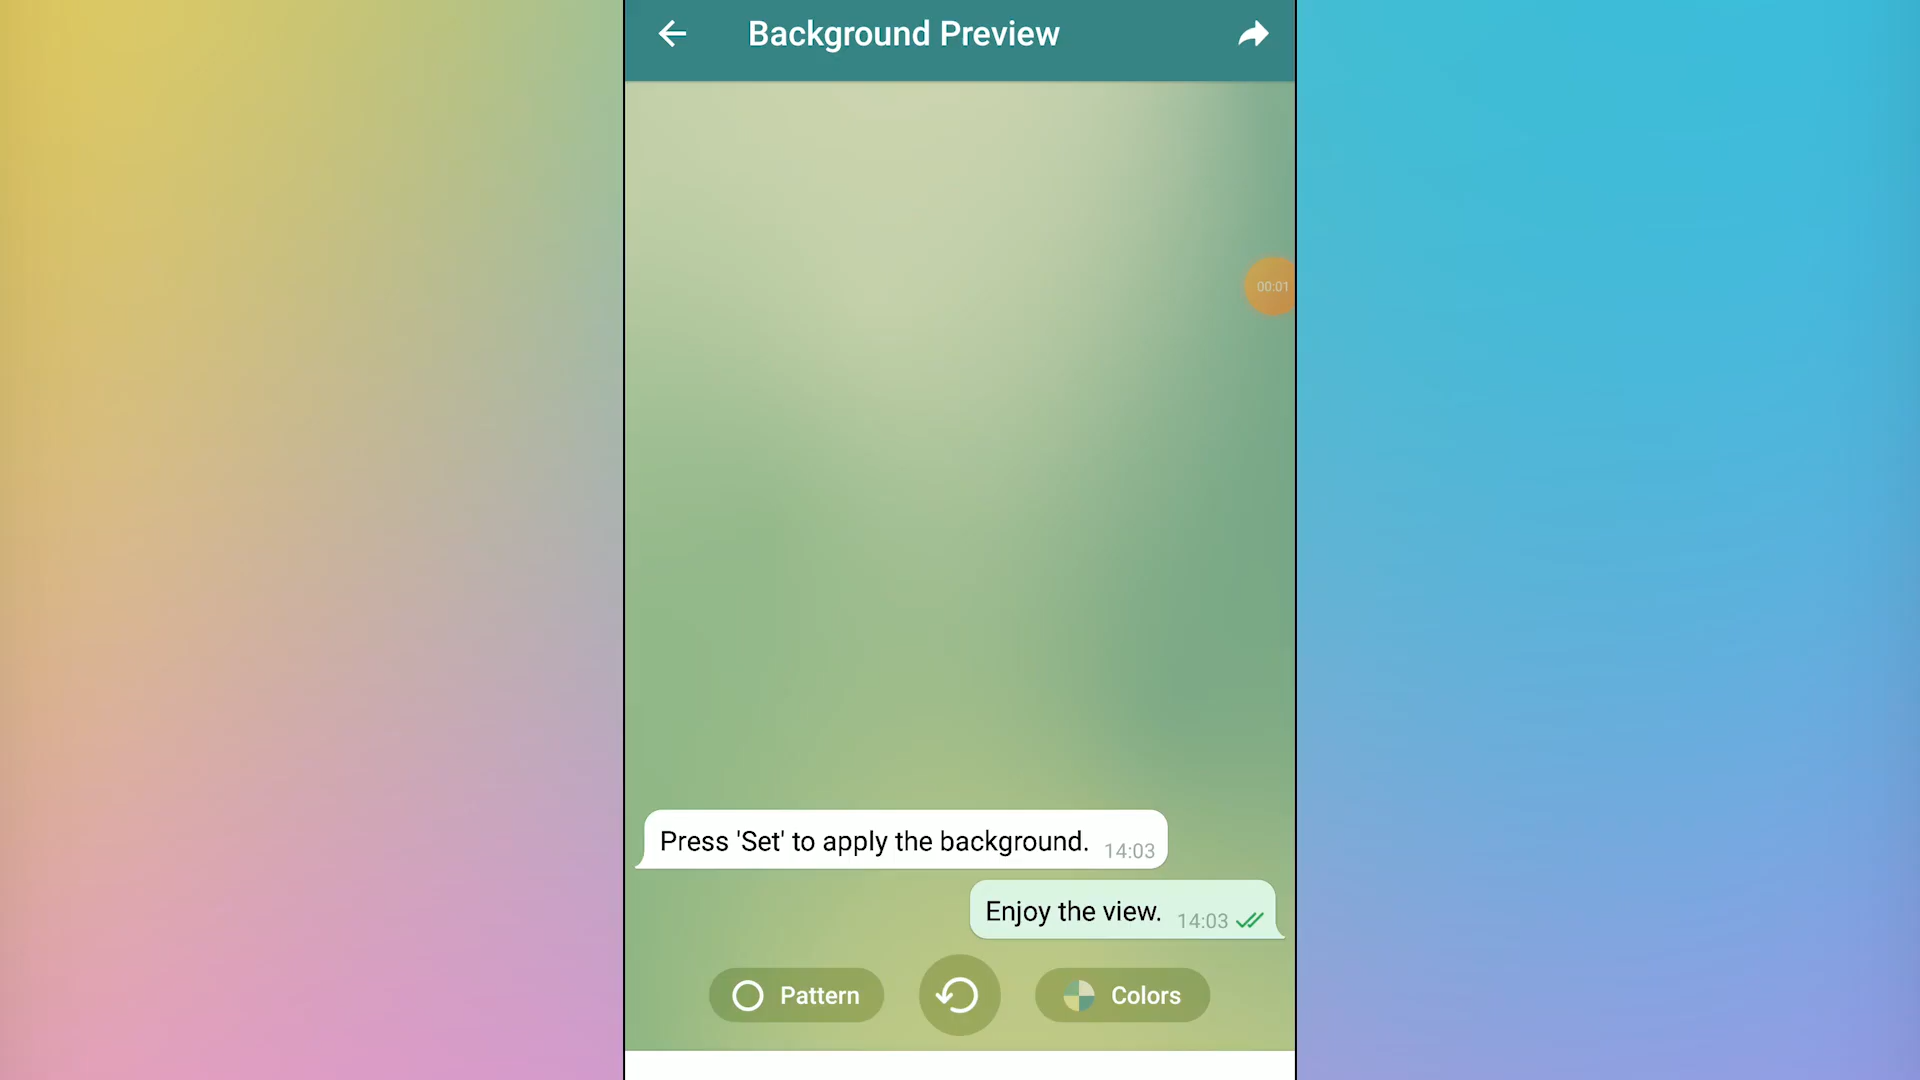 Background Preview
00:01
Press 'Set' to apply the background. 14:03
Enjoy the view. 14:03
Pattern
Colors